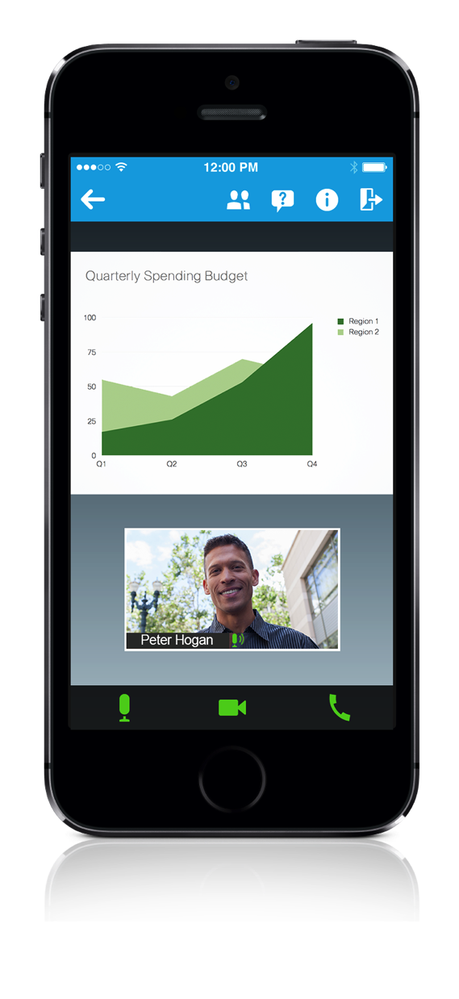 12:00 PM
?
i
Quarterly Spending Budget
100
75
50
25
0
Q1
Q2
Q3
Q4
Region 1
Region 2
Peter Hogan